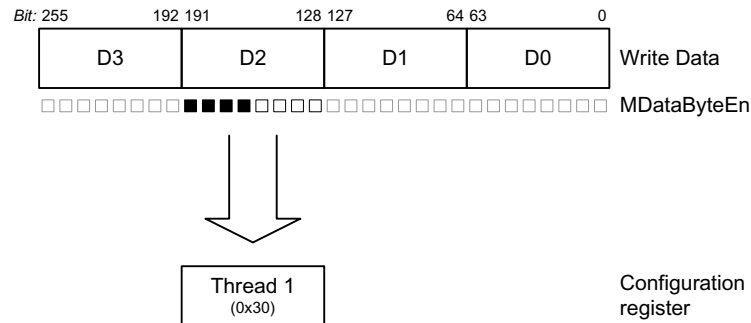 Bit: 255 192 191 128 127 64 63 0
D3 D2 D1 D0 Write Data
MDataByteEn
Thread 1
(0x30)
Configuration
register